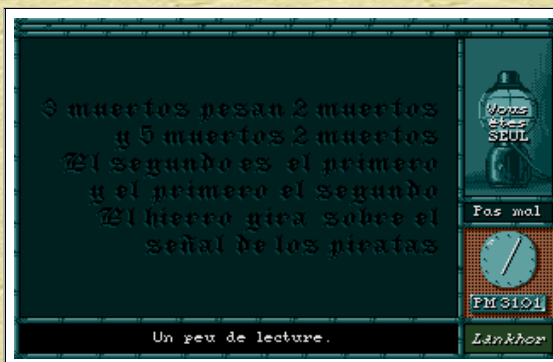 3 muertos pesan 2 muertos
y 5 muertos 2 muertos
El segundo es el primero
y el primero el segundo
El hierro gira sobre el
señal de los piratas
Vous
êtes
SEUL
Pas mal
PM 3101
Un peu de lecture.
Lankhor